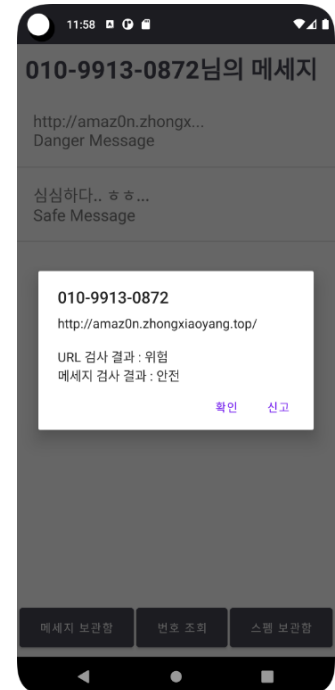 11:58
010-9913-0872님의 메세지
http://amaz0n.zhongx...
Danger Message
심심하다.. ㅎㅎ...
Safe Message
010-9913-0872
http://amaz0n.zhongxiaoyang.top/
URL 검사 결과 : 위험
메세지 검사 결과 : 안전
확인 신고
메세지 보관함 번호 조회 스펨 보관함